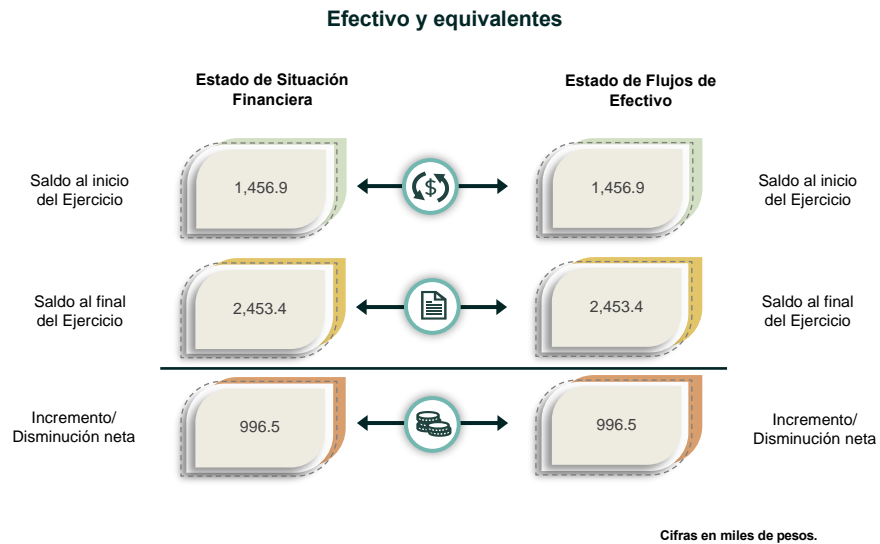 Efectivo y equivalentes
Estado de Situación
Financiera
Estado de Flujos de
Efectivo
Saldo al inicio
del Ejercicio
1,456.9
$
1,456.9
Saldo al inicio
del Ejercicio
Saldo al final
del Ejercicio
2,453.4
2,453.4
Saldo al final
del Ejercicio
Incremento/
Disminución neta
996.5
996.5
Incremento/
Disminución neta
Cifras en miles de pesos.